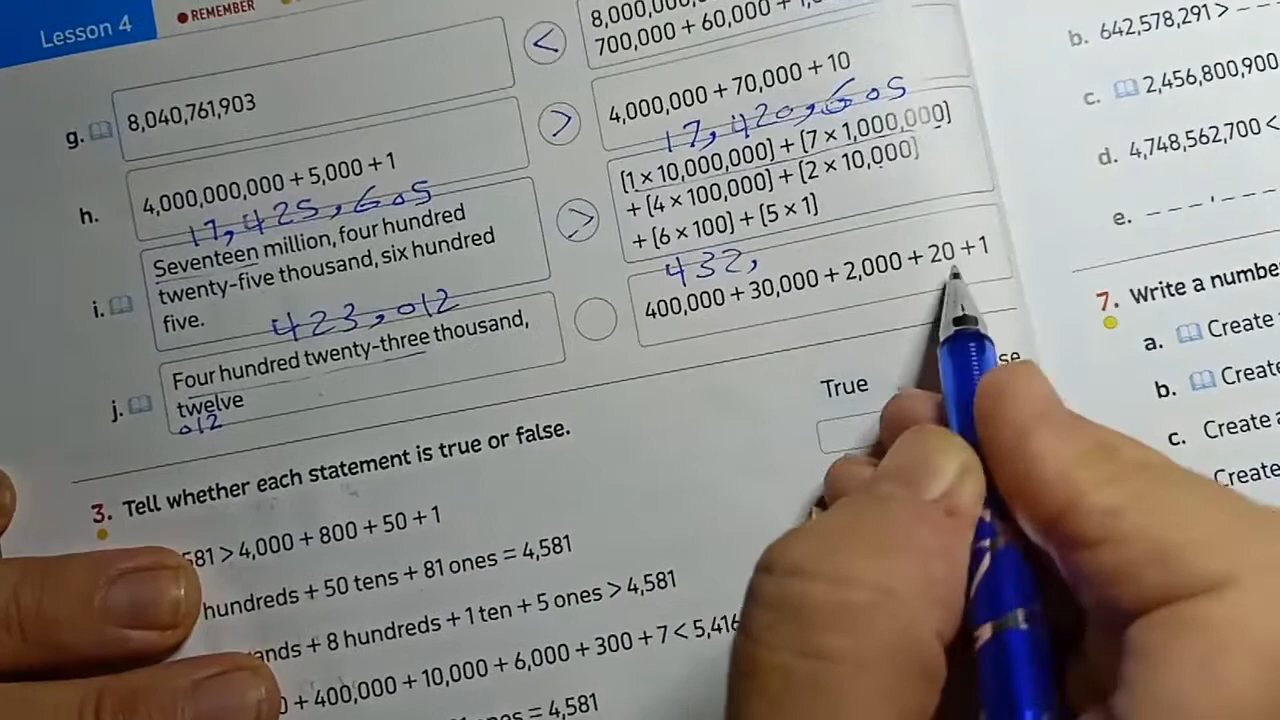 Lesson 4
REMEMBER
8,000,000,
700,000 + 60,000 +
g. 8,040,761,903 <
h. 4,000,000,000 + 5,000 + 1 > 4,000,000 + 70,000 + 10
17,425,605
17,420,605
i. Seventeen million, four hundred
twenty-five thousand, six hundred
five.
>
[1 × 10,000,000] + [7 × 1,000,000]
+ [4 × 100,000] + [2 × 10,000]
+ [6 × 100] + [5 × 1]
423,012
432,
j. Four hundred twenty-three thousand,
twelve
012
400,000 + 30,000 + 2,000 + 20 + 1
True
se
3. Tell whether each statement is true or false.
581 > 4,000 + 800 + 50 + 1
hundreds + 50 tens + 81 ones = 4,581
ands + 8 hundreds + 1 ten + 5 ones > 4,581
0 + 400,000 + 10,000 + 6,000 + 300 + 7 < 5,416
= 4,581
b. 642,578,291 > _ _
c. 2,456,800,900
d. 4,748,562,700 <
e. _ _ _ , _ _ _
7. Write a numbe
a. Create
b. Create
c. Create
Create